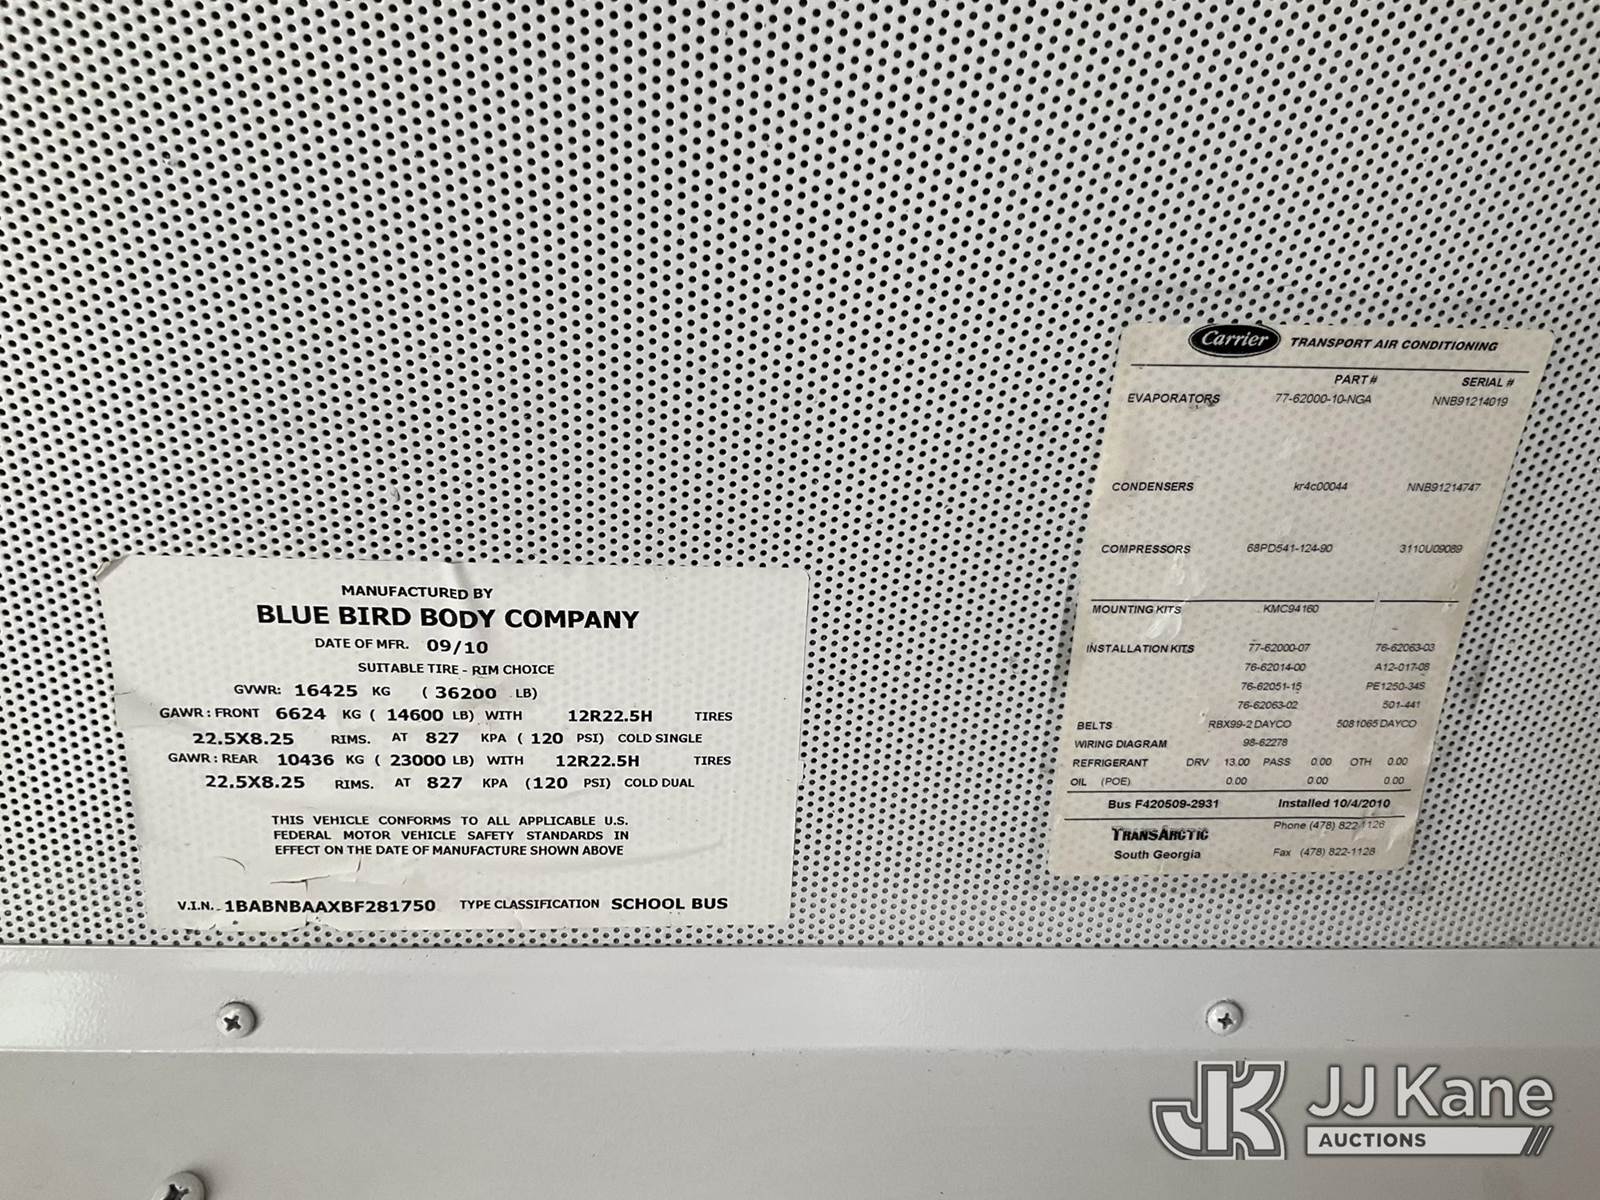 MANUFACTURED BY
BLUE BIRD BODY COMPANY
DATE OF MFR. 09/10
SUITABLE TIRE - RIM CHOICE
GVWR: 16425 KG ( 36200 LB)
GAWR : FRONT 6624 KG ( 14600 LB) WITH 12R22.5H TIRES
22.5X8.25 RIMS. AT 827 KPA ( 120 PSI) COLD SINGLE
GAWR : REAR 10436 KG ( 23000 LB) WITH 12R22.5H TIRES
22.5X8.25 RIMS. AT 827 KPA (120 PSI) COLD DUAL
THIS VEHICLE CONFORMS TO ALL APPLICABLE U.S.
FEDERAL MOTOR VEHICLE SAFETY STANDARDS IN
EFFECT ON THE DATE OF MANUFACTURE SHOWN ABOVE
V.I.N. 1BABNBAAXBF281750 TYPE CLASSIFICATION SCHOOL BUS
Carrier TRANSPORT AIR CONDITIONING
PART # SERIAL #
EVAPORATORS 77-62000-10-NGA NNB91214019
CONDENSERS kr4c00044 NNB91214747
COMPRESSORS 68PD541-124-90 3110U09089
MOUNTING KITS KMC94160
INSTALLATION KITS 77-62000-07 76-62063-03
76-62014-00 A12-017-08
76-62051-15 PE1250-34S
76-62063-02 501-441
BELTS RBX99-2 DAYCO 5081065 DAYCO
WIRING DIAGRAM 98-62278
REFRIGERANT DRV 13.00 PASS 0.00 OTH 0.00
OIL (POE) 0.00 0.00 0.00
Bus F420509-2931 Installed 10/4/2010
TRANSARCTIC Phone (478) 822-1126
South Georgia Fax (478) 822-1128
JK JJ Kane
AUCTIONS